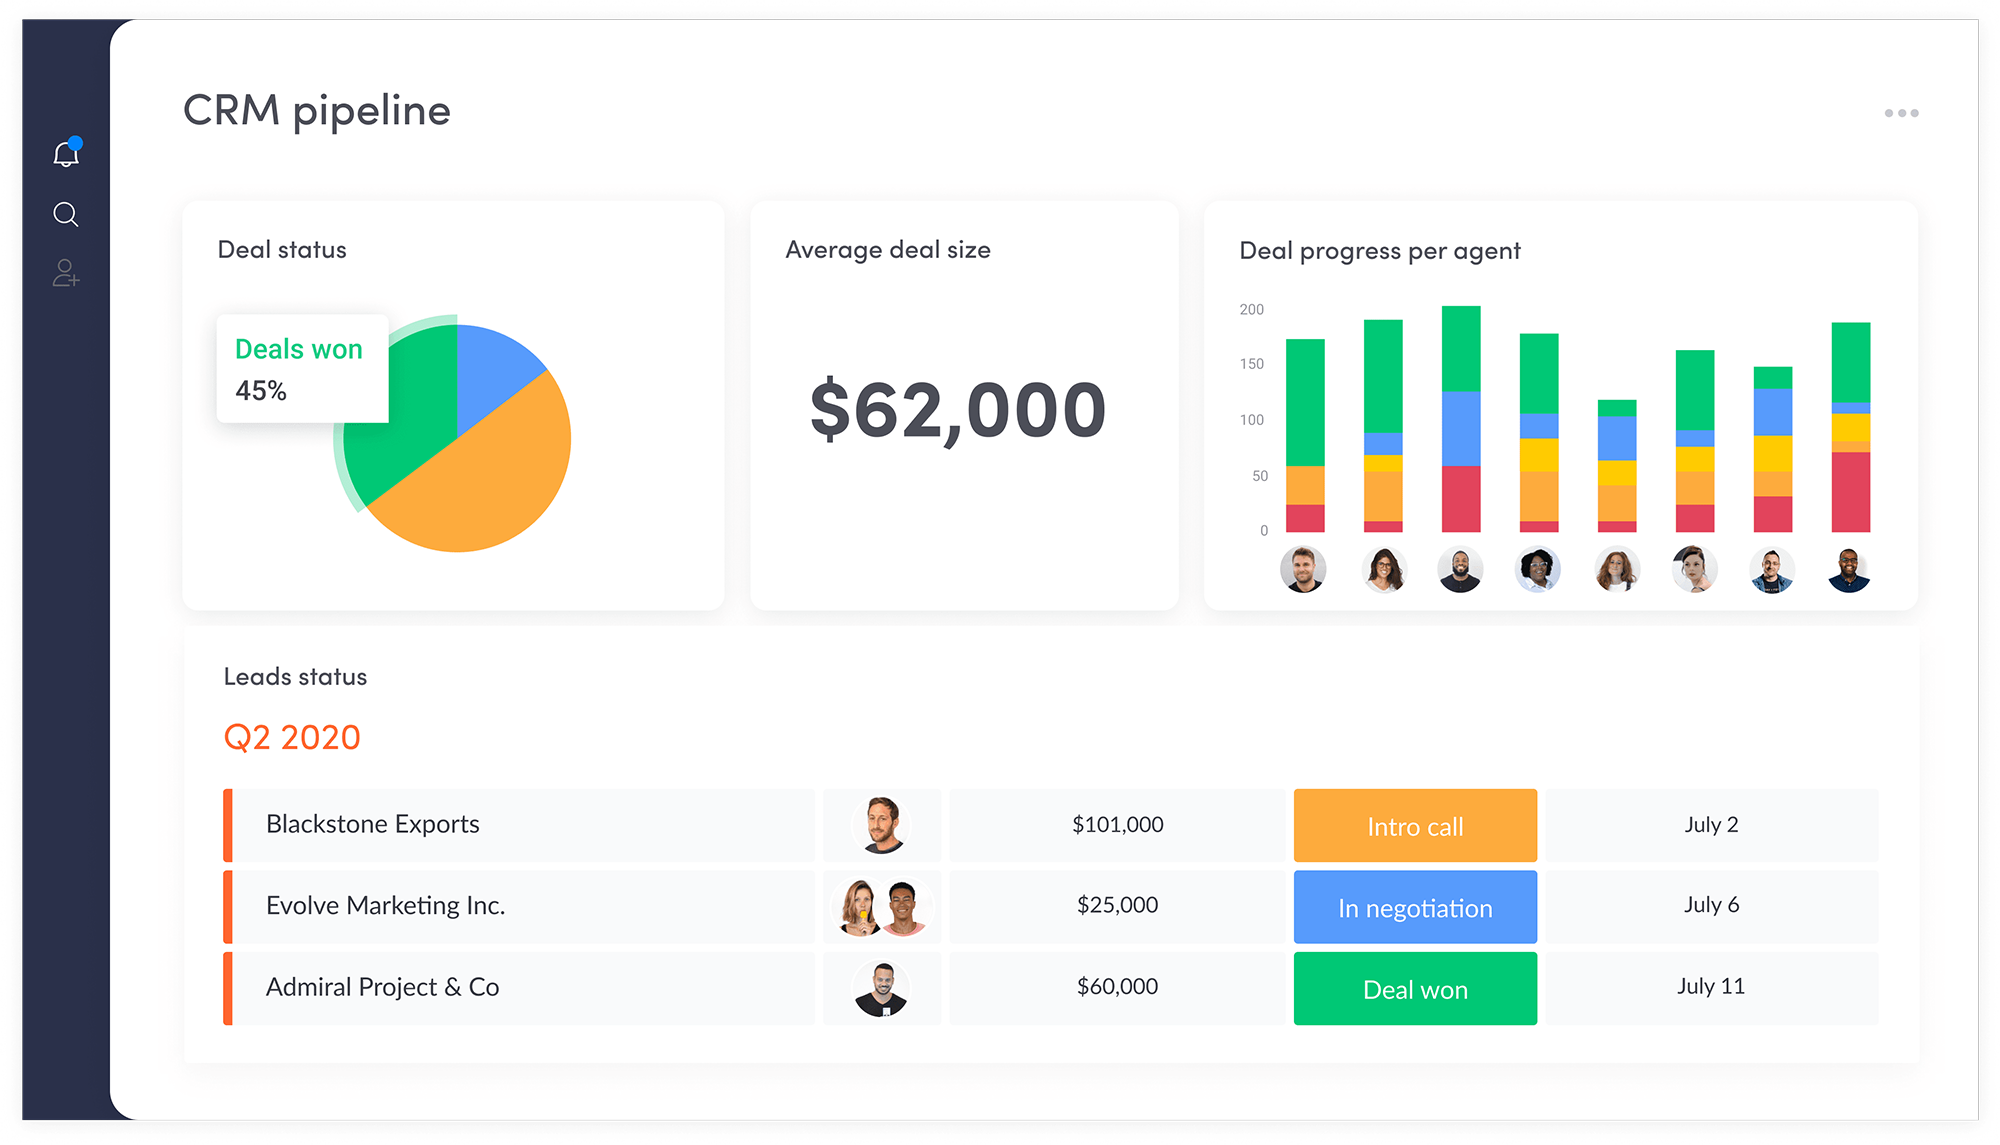 CRM pipeline
Deal status
Deals won
45%
Average deal size
$62,000
Deal progress per agent
200
150
100
50
0
Leads status
Q2 2020
Blackstone Exports $101,000 Intro call July 2
Evolve Marketing Inc. $25,000 In negotiation July 6
Admiral Project & Co $60,000 Deal won July 11